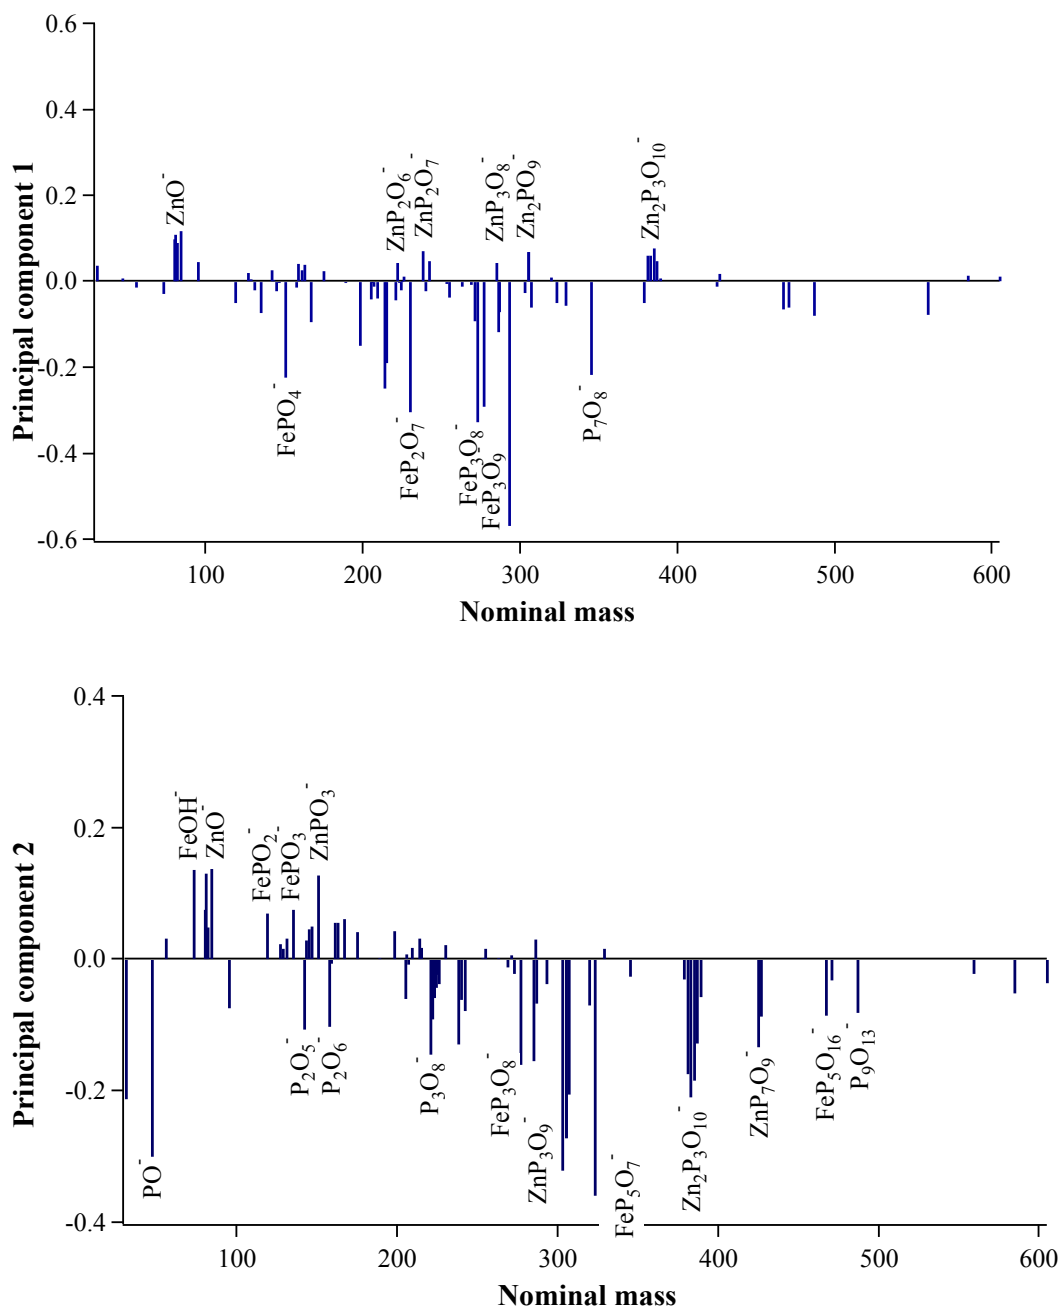 0.6
0.4
0.2
0.0
-0.2
-0.4
-0.6
Principal component 1
ZnO⁻
ZnP₂O₆⁻
ZnP₂O₇⁻
ZnP₃O₈⁻
Zn₂PO₉⁻
Zn₂P₃O₁₀⁻
FePO₄⁻
FeP₂O₇⁻
FeP₃O₈⁻
FeP₃O₉⁻
P₇O₈⁻
100 200 300 400 500 600
Nominal mass
0.4
0.2
0.0
-0.2
-0.4
Principal component 2
FeOH⁻
ZnO⁻
FePO₂⁻
FePO₃⁻
ZnPO₃⁻
PO⁻
P₂O₅⁻
P₂O₆⁻
P₃O₈⁻
FeP₃O₈⁻
ZnP₃O₉⁻
FeP₅O₇⁻
Zn₂P₃O₁₀⁻
ZnP₇O₉⁻
FeP₅O₁₆⁻
P₉O₁₃⁻
100 200 300 400 500 600
Nominal mass